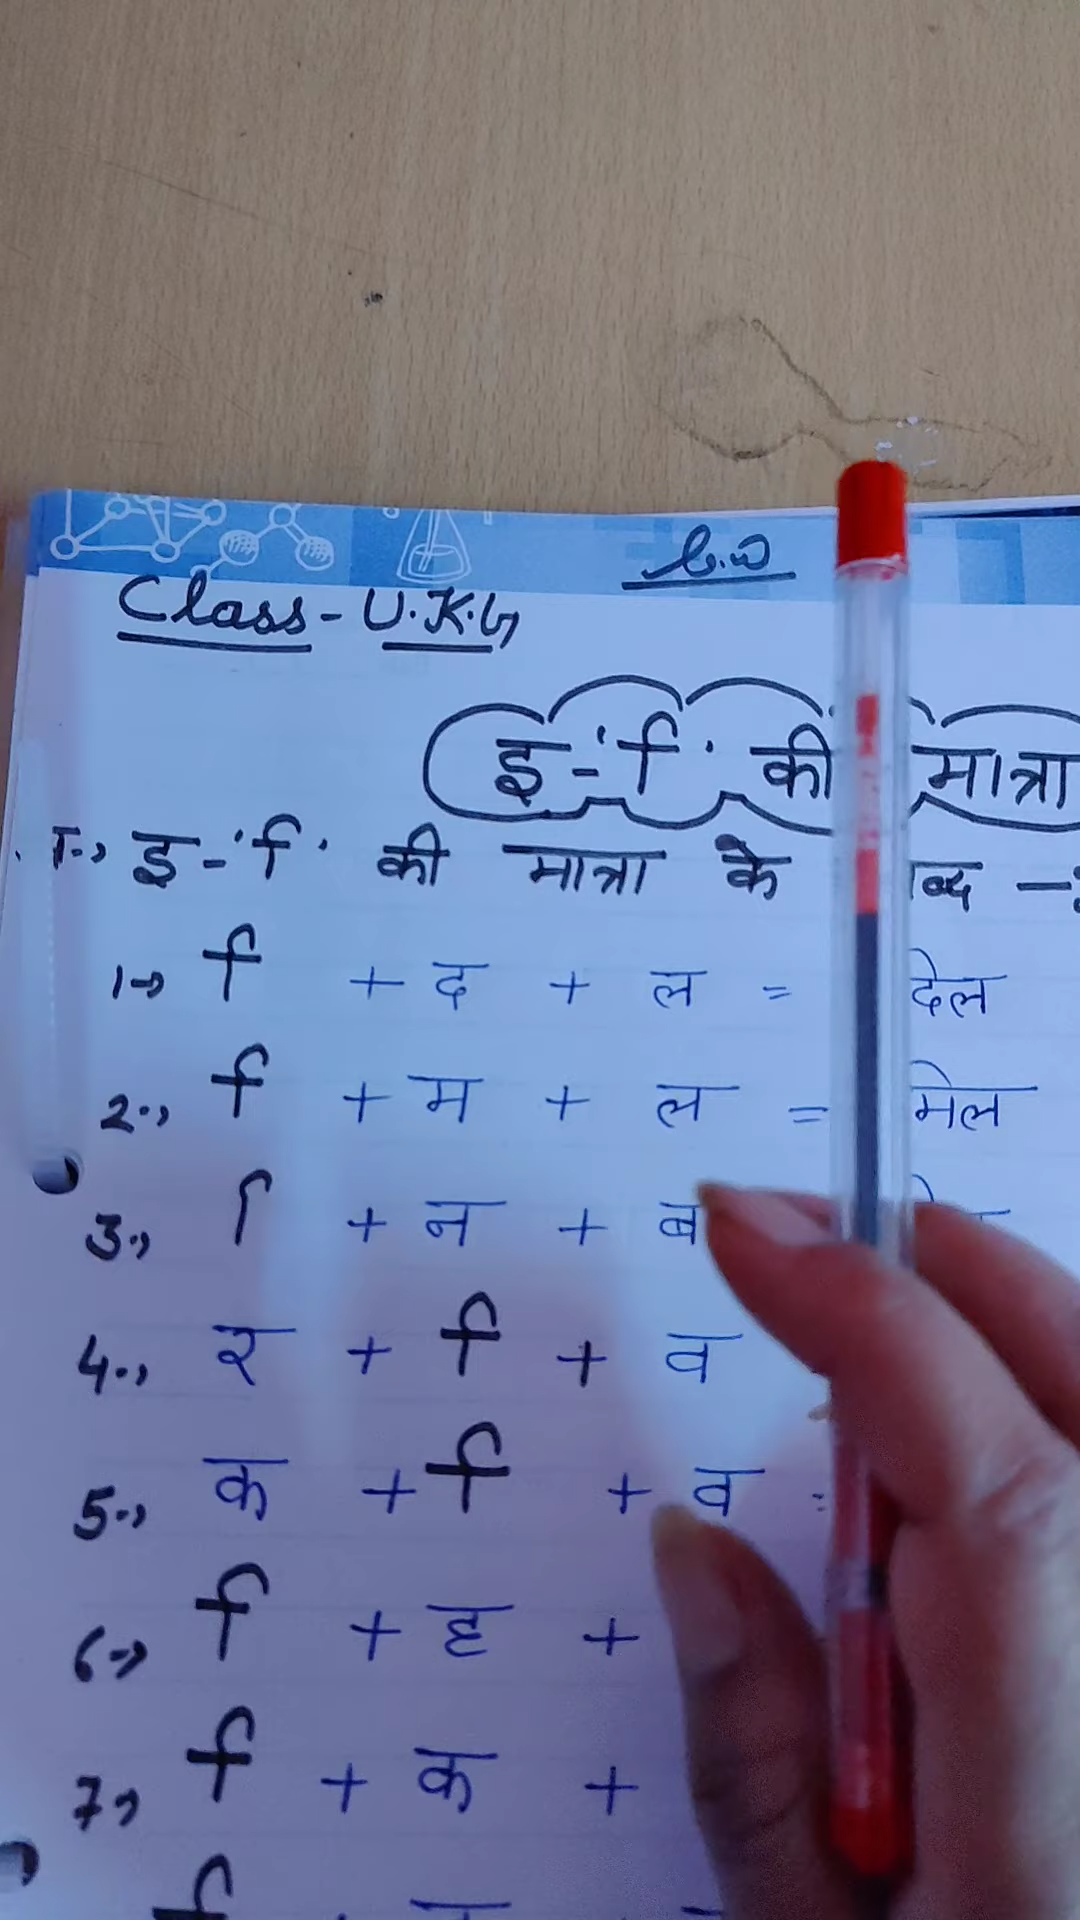 C.W
Class - U.K.G
इ - 'ि' की मात्रा
I→ इ - 'ि' की मात्रा के -:
1→ ि + द + ल =
2→ ि + म + ल =
3→ + न + ब
4→ र + ि + व
5→ क + ि + व
6→ ि + ह +
7→ ि + क +